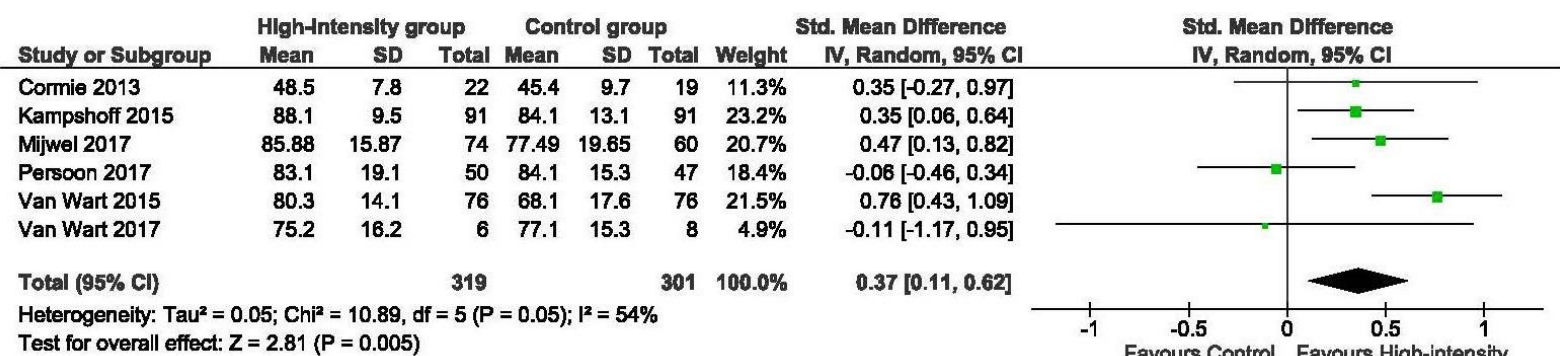 High-Intensity group Control group Std. Mean Difference Std. Mean Difference
Study or Subgroup Mean SD Total Mean SD Total Weight IV, Random, 95% CI IV, Random, 95% CI
Cormie 2013 48.5 7.8 22 45.4 9.7 19 11.3% 0.35 [-0.27, 0.97]
Kampshoff 2015 88.1 9.5 91 84.1 13.1 91 23.2% 0.35 [0.06, 0.64]
Mijwel 2017 85.88 15.87 74 77.49 19.65 60 20.7% 0.47 [0.13, 0.82]
Persoon 2017 83.1 19.1 50 84.1 15.3 47 18.4% -0.06 [-0.46, 0.34]
Van Wart 2015 80.3 14.1 76 68.1 17.6 76 21.5% 0.76 [0.43, 1.09]
Van Wart 2017 75.2 16.2 6 77.1 15.3 8 4.9% -0.11 [-1.17, 0.95]
Total (95% CI) 319 301 100.0% 0.37 [0.11, 0.62]
Heterogeneity: Tau² = 0.05; Chi² = 10.89, df = 5 (P = 0.05); I² = 54%
Test for overall effect: Z = 2.81 (P = 0.005)
-1 -0.5 0 0.5 1
Favours Control Favours High-intensity